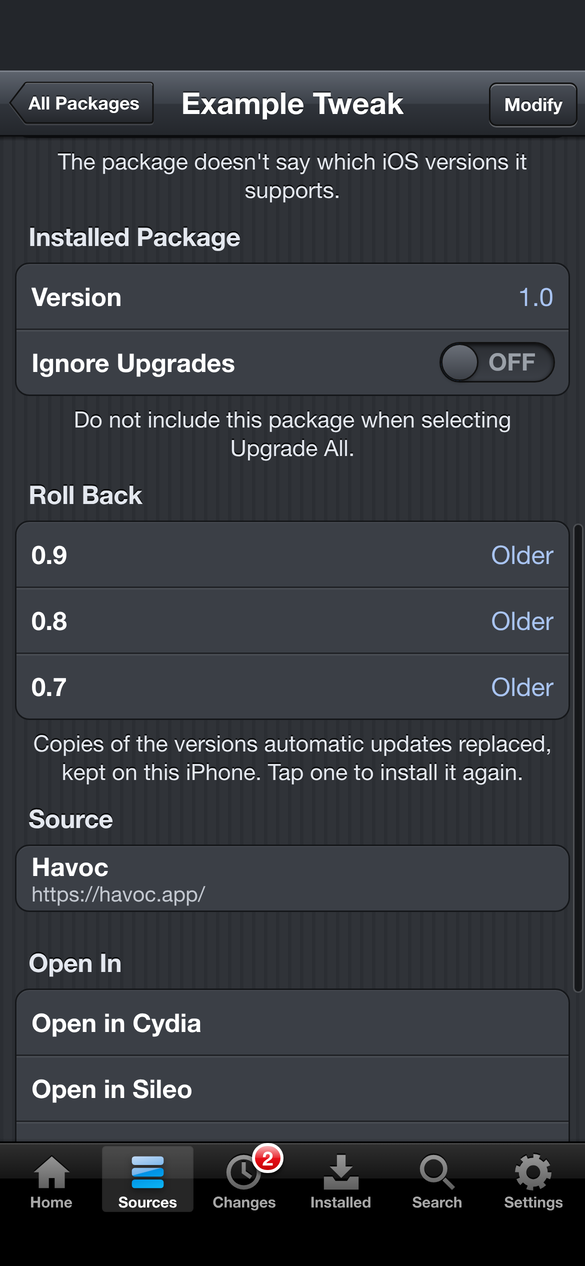 All Packages
Example Tweak
Modify
The package doesn't say which iOS versions it
supports.
Installed Package
Version
1.0
Ignore Upgrades
OFF
Do not include this package when selecting
Upgrade All.
Roll Back
0.9
Older
0.8
Older
0.7
Older
Copies of the versions automatic updates replaced,
kept on this iPhone. Tap one to install it again.
Source
Havoc
https://havoc.app/
Open In
Open in Cydia
Open in Sileo
2
Home
Sources
Changes
Installed
Search
Settings